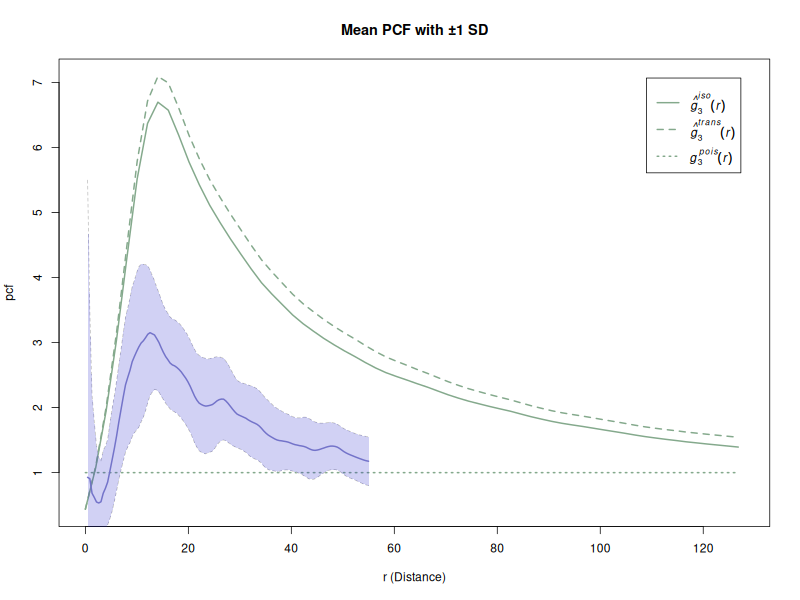 Mean PCF with ±1 SD
pcf
7
6
5
4
3
2
1
ĝ₃ⁱˢᵒ(r)
ĝ₃ᵗʳᵃⁿˢ(r)
g₃ᵖᵒⁱˢ(r)
0 20 40 60 80 100 120
r (Distance)